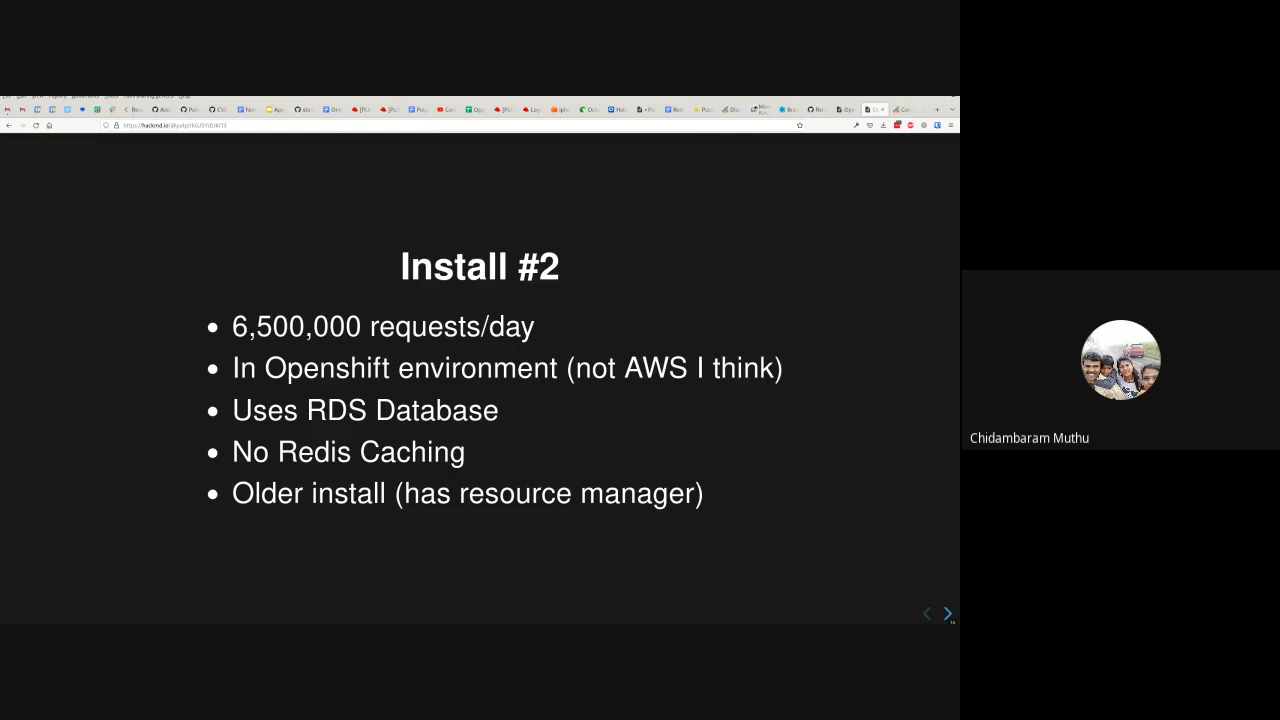 Install #2
6,500,000 requests/day
In Openshift environment (not AWS I think)
Uses RDS Database
No Redis Caching
Older install (has resource manager)
Chidambaram Muthu